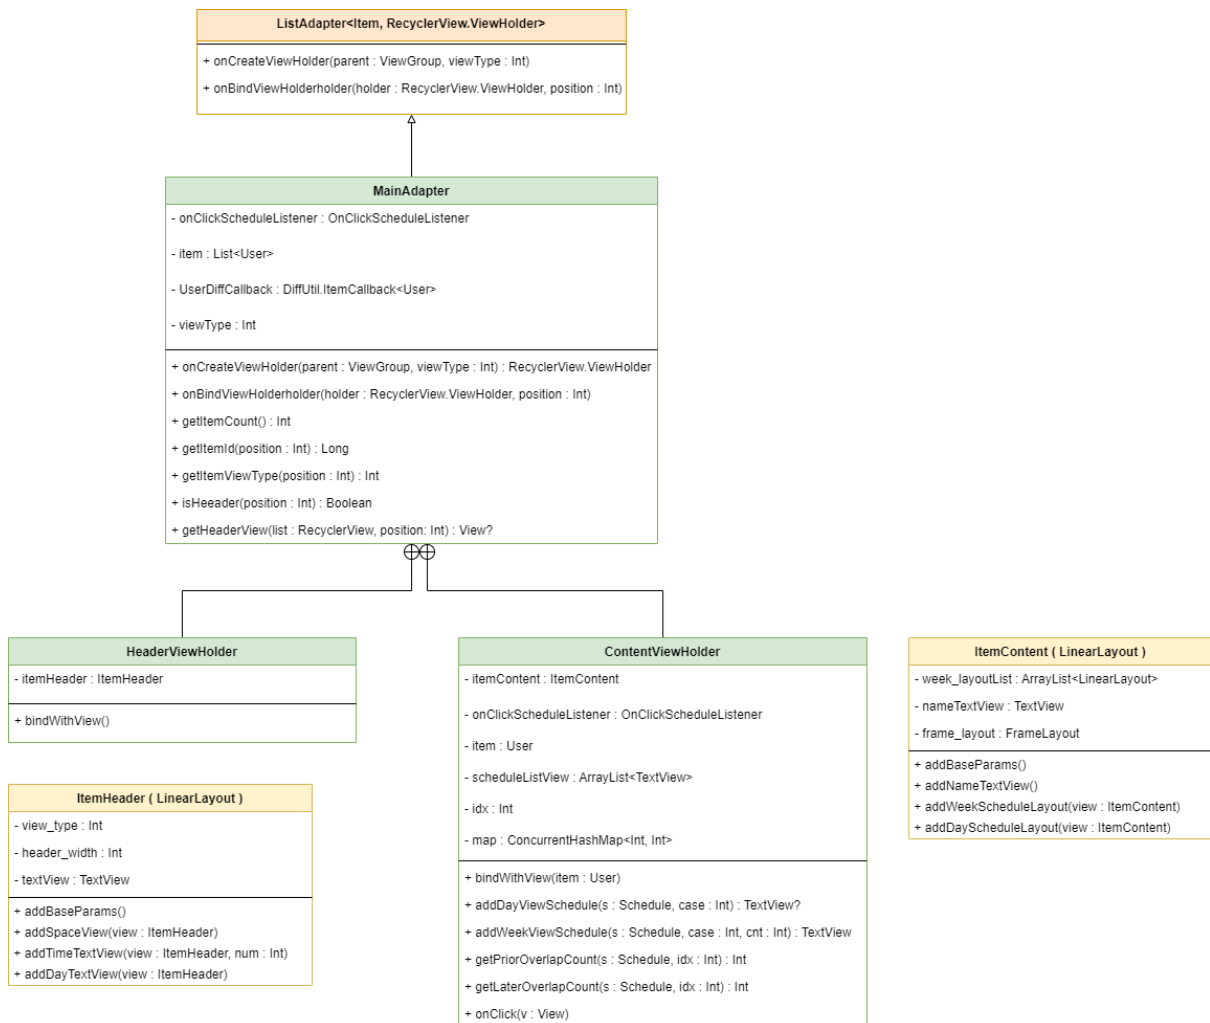 ListAdapter<Item, RecyclerView.ViewHolder>
+ onCreateViewHolder(parent : ViewGroup, viewType : Int)
+ onBindViewHolderholder(holder : RecyclerView.ViewHolder, position : Int)
MainAdapter
- onClickScheduleListener : OnClickScheduleListener
- item : List<User>
- UserDiffCallback : DiffUtil.ItemCallback<User>
- viewType : Int
+ onCreateViewHolder(parent : ViewGroup, viewType : Int) : RecyclerView.ViewHolder
+ onBindViewHolderholder(holder : RecyclerView.ViewHolder, position : Int)
+ getItemCount() : Int
+ getItemId(position : Int) : Long
+ getItemViewType(position : Int) : Int
+ isHeeader(position : Int) : Boolean
+ getHeaderView(list : RecyclerView, position: Int) : View?
HeaderViewHolder
- itemHeader : ItemHeader
+ bindWithView()
ItemHeader ( LinearLayout )
- view_type : Int
- header_width : Int
- textView : TextView
+ addBaseParams()
+ addSpaceView(view : ItemHeader)
+ addTimeTextView(view : ItemHeader, num : Int)
+ addDayTextView(view : ItemHeader)
ContentViewHolder
- itemContent : ItemContent
- onClickScheduleListener : OnClickScheduleListener
- item : User
- scheduleListView : ArrayList<TextView>
- idx : Int
- map : ConcurrentHashMap<Int, Int>
+ bindWithView(item : User)
+ addDayViewSchedule(s : Schedule, case : Int) : TextView?
+ addWeekViewSchedule(s : Schedule, case : Int, cnt : Int) : TextView
+ getPriorOverlapCount(s : Schedule, idx : Int) : Int
+ getLaterOverlapCount(s : Schedule, idx : Int) : Int
+ onClick(v : View)
ItemContent ( LinearLayout )
- week_layoutList : ArrayList<LinearLayout>
- nameTextView : TextView
- frame_layout : FrameLayout
+ addBaseParams()
+ addNameTextView()
+ addWeekScheduleLayout(view : ItemContent)
+ addDayScheduleLayout(view : ItemContent)